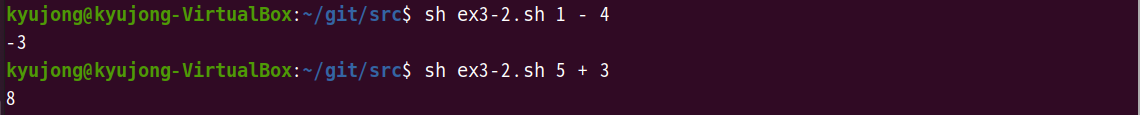 kyujong@kyujong-VirtualBox:~/git/src$ sh ex3-2.sh 1 - 4
-3
kyujong@kyujong-VirtualBox:~/git/src$ sh ex3-2.sh 5 + 3
8